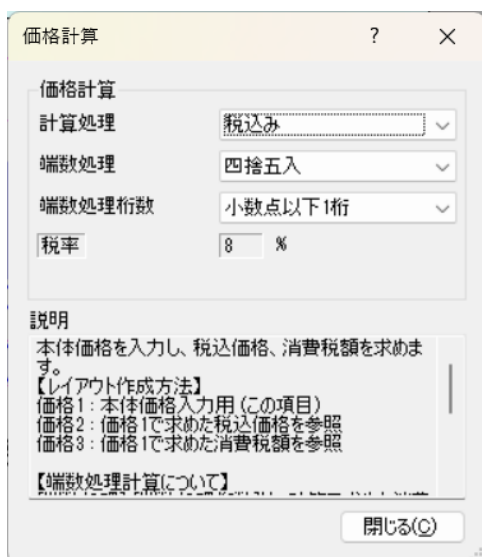 価格計算
? ×
価格計算
計算処理 税込み
端数処理 四捨五入
端数処理桁数 小数点以下1桁
税率 8 %
説明
本体価格を入力し、税込価格、消費税額を求めま
す。
【レイアウト作成方法】
価格1：本体価格入力用(この項目)
価格2：価格1で求めた税込価格を参照
価格3：価格1で求めた消費税額を参照
【端数処理計算について】
閉じる(C)